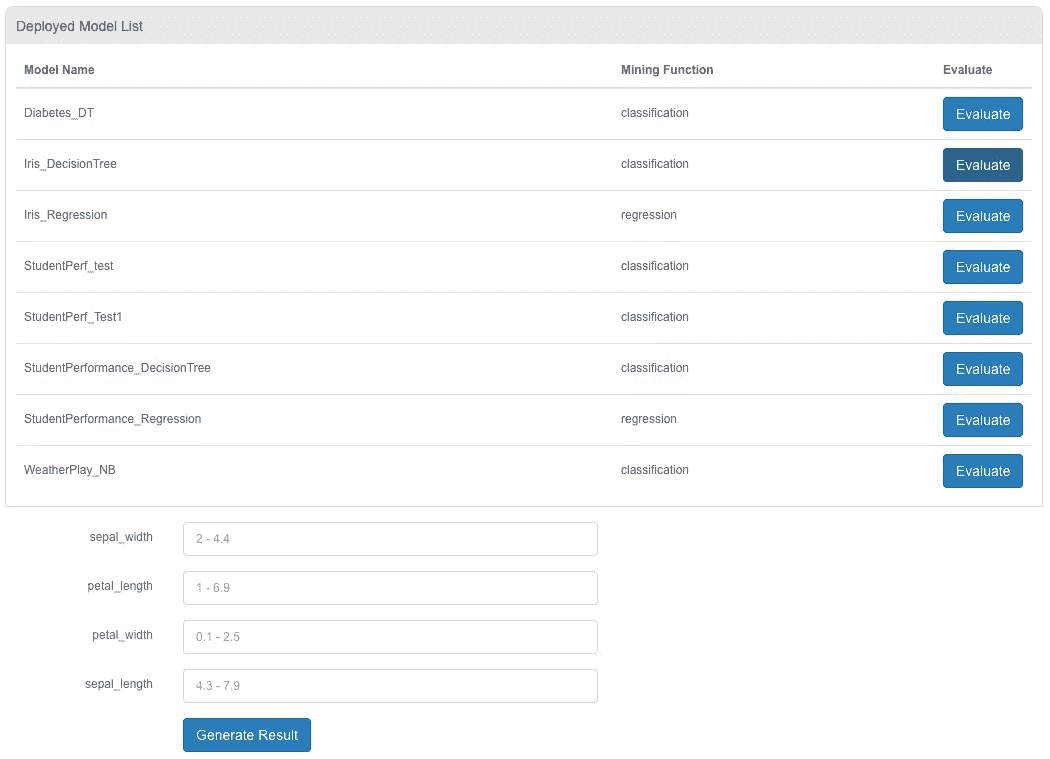 Deployed Model List
Model Name Mining Function Evaluate
Diabetes_DT classification Evaluate
Iris_DecisionTree classification Evaluate
Iris_Regression regression Evaluate
StudentPerf_test classification Evaluate
StudentPerf_Test1 classification Evaluate
StudentPerformance_DecisionTree classification Evaluate
StudentPerformance_Regression regression Evaluate
WeatherPlay_NB classification Evaluate
sepal_width 2 - 4.4
petal_length 1 - 6.9
petal_width 0.1 - 2.5
sepal_length 4.3 - 7.9
Generate Result